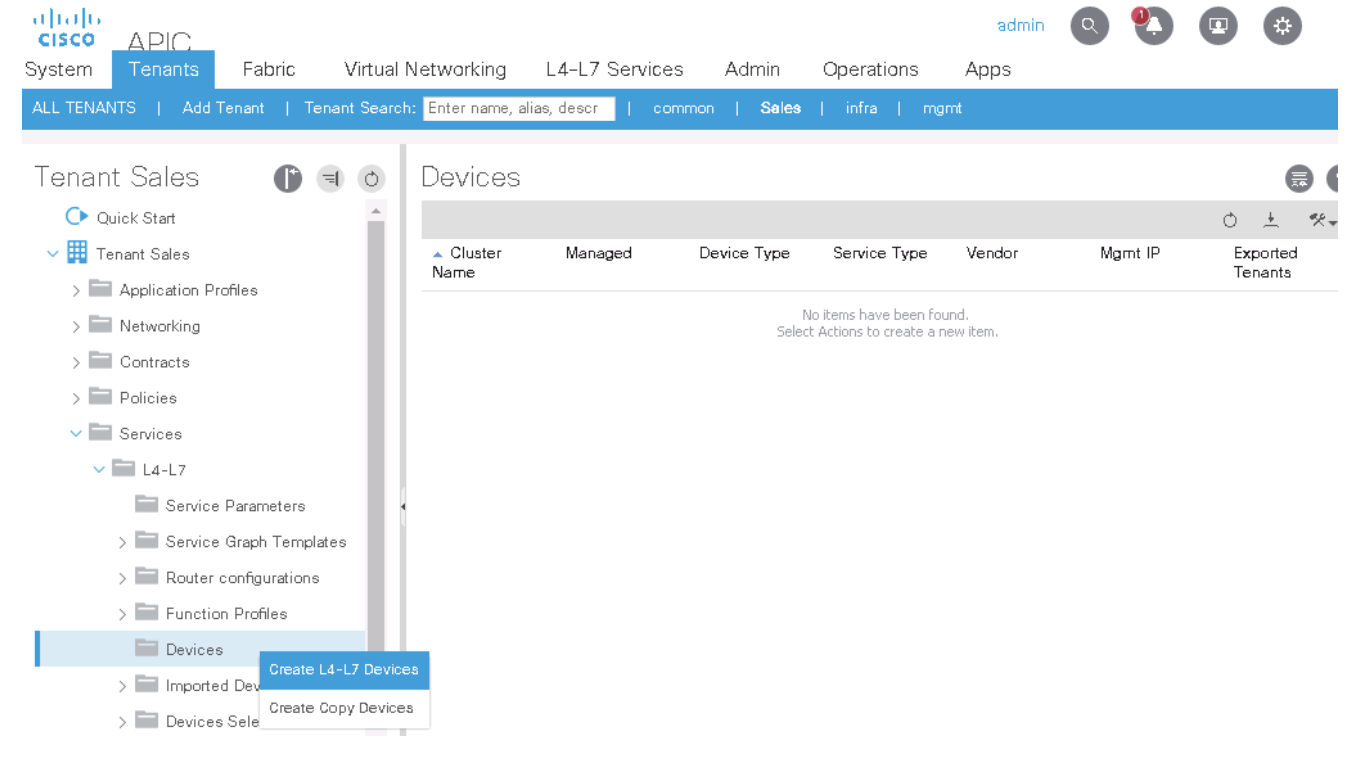 cisco APIC admin 1
System Tenants Fabric Virtual Networking L4-L7 Services Admin Operations Apps
ALL TENANTS | Add Tenant | Tenant Search: Enter name, alias, descr | common | Sales | infra | mgmt
Tenant Sales
Quick Start
Tenant Sales
Application Profiles
Networking
Contracts
Policies
Services
L4-L7
Service Parameters
Service Graph Templates
Router configurations
Function Profiles
Devices
Imported Dev
Devices Sele
Create L4-L7 Devices
Create Copy Devices
Devices
Cluster Name Managed Device Type Service Type Vendor Mgmt IP Exported Tenants
No items have been found.
Select Actions to create a new item.